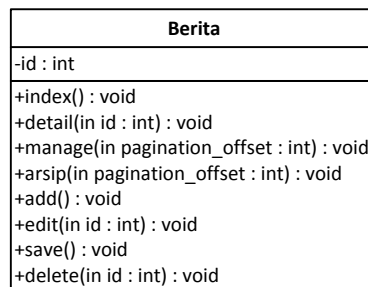 Berita
-id : int
+index() : void
+detail(in id : int) : void
+manage(in pagination_offset : int) : void
+arsip(in pagination_offset : int) : void
+add() : void
+edit(in id : int) : void
+save() : void
+delete(in id : int) : void